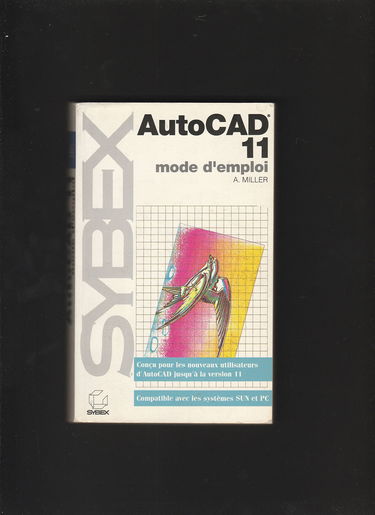 SYBEX
AutoCAD®
11
mode d'emploi
A. MILLER
Conçu pour les nouveaux utilisateurs
d'AutoCAD jusqu'à la version 11
Compatible avec les systèmes SUN et PC
SYBEX